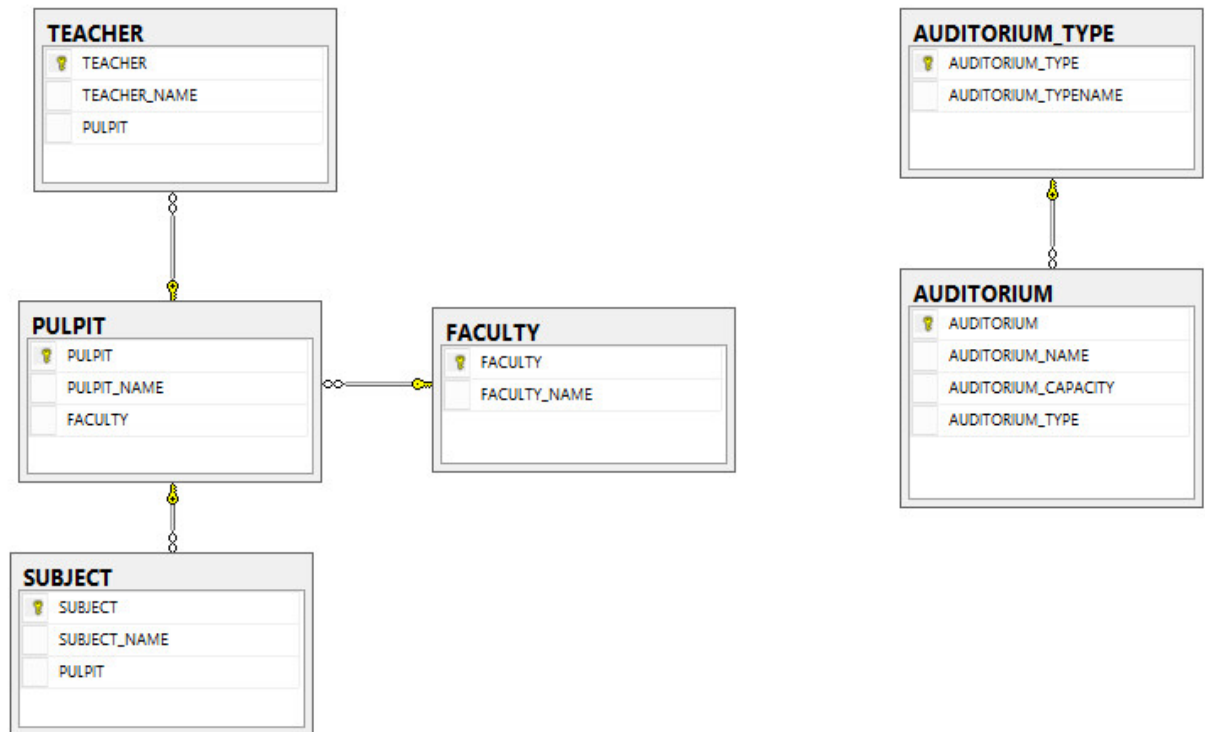 TEACHER
TEACHER
TEACHER_NAME
PULPIT
AUDITORIUM_TYPE
AUDITORIUM_TYPE
AUDITORIUM_TYPENAME
PULPIT
PULPIT
PULPIT_NAME
FACULTY
FACULTY
FACULTY
FACULTY_NAME
AUDITORIUM
AUDITORIUM
AUDITORIUM_NAME
AUDITORIUM_CAPACITY
AUDITORIUM_TYPE
SUBJECT
SUBJECT
SUBJECT_NAME
PULPIT